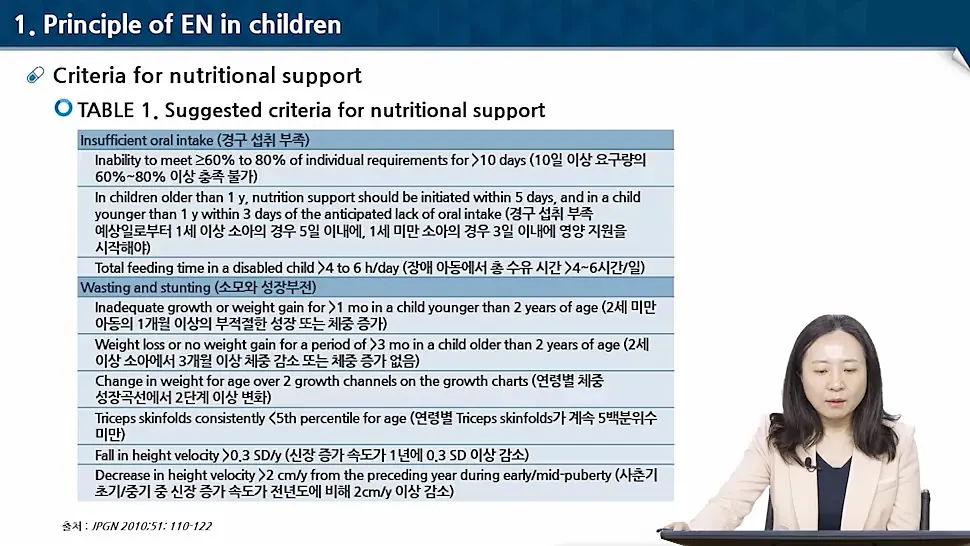 1. Principle of EN in children
Criteria for nutritional support
TABLE 1. Suggested criteria for nutritional support
Insufficient oral intake (경구 섭취 부족)
Inability to meet ≥60% to 80% of individual requirements for >10 days (10일 이상 요구량의
60%~80% 이상 충족 불가)
In children older than 1 y, nutrition support should be initiated within 5 days, and in a child
younger than 1 y within 3 days of the anticipated lack of oral intake (경구 섭취 부족
예상일로부터 1세 이상 소아의 경우 5일 이내에, 1세 미만 소아의 경우 3일 이내에 영양 지원을
시작해야)
Total feeding time in a disabled child >4 to 6 h/day (장애 아동에서 총 수유 시간 >4~6시간/일)
Wasting and stunting (소모와 성장부전)
Inadequate growth or weight gain for >1 mo in a child younger than 2 years of age (2세 미만
아동의 1개월 이상의 부적절한 성장 또는 체중 증가)
Weight loss or no weight gain for a period of >3 mo in a child older than 2 years of age (2세
이상 소아에서 3개월 이상 체중 감소 또는 체중 증가 없음)
Change in weight for age over 2 growth channels on the growth charts (연령별 체중
성장곡선에서 2단계 이상 변화)
Triceps skinfolds consistently <5th percentile for age (연령별 Triceps skinfolds가 계속 5백분위수
미만)
Fall in height velocity >0.3 SD/y (신장 증가 속도가 1년에 0.3 SD 이상 감소)
Decrease in height velocity >2 cm/y from the preceding year during early/mid-puberty (사춘기
초기/중기 중 신장 증가 속도가 전년도에 비해 2cm/y 이상 감소)
출처 : JPGN 2010;51: 110-122